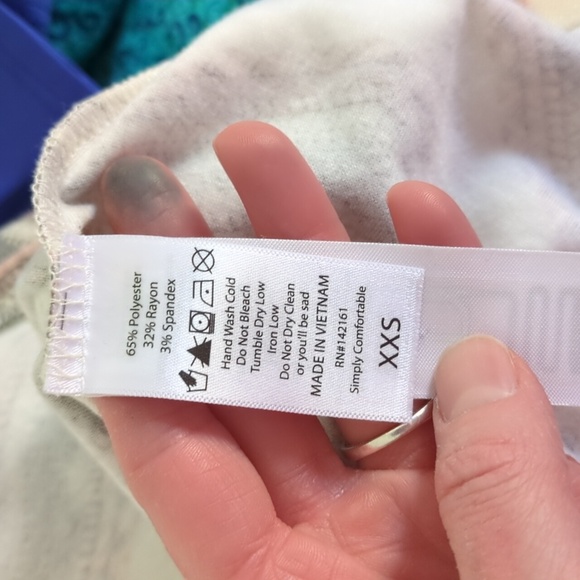 65% Polyester
32% Rayon
3% Spandex
Hand Wash Cold
Do Not Bleach
Tumble Dry Low
Iron Low
Do Not Dry Clean
or you'll be sad
MADE IN VIETNAM
RN#142161
Simply Comfortable
XXS